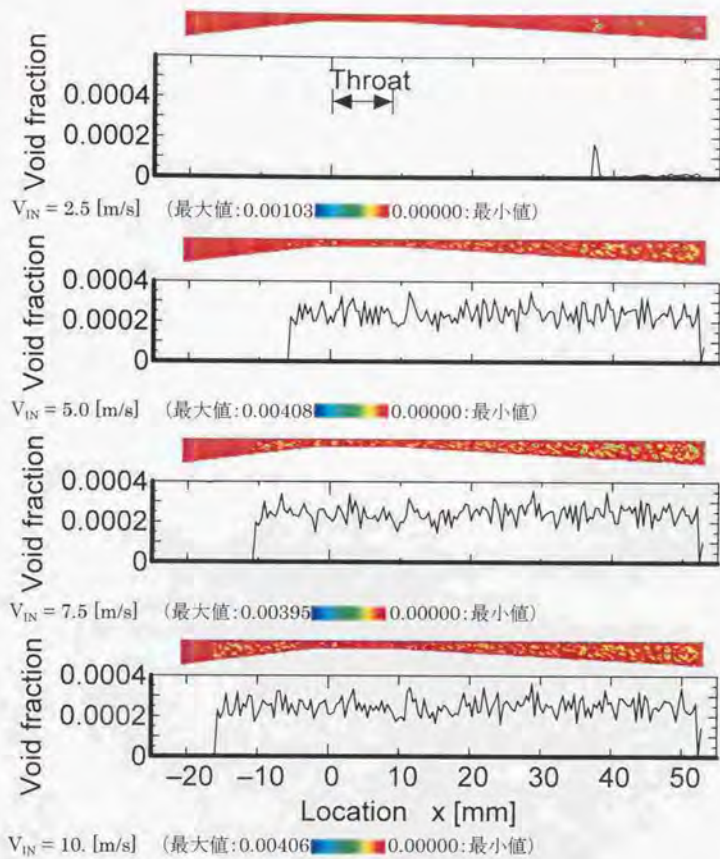 Void fraction
0.0004
0.0002
0
Throat
V_IN = 2.5 [m/s] (最大値:0.00103 0.00000:最小値)
Void fraction
0.0004
0.0002
0
V_IN = 5.0 [m/s] (最大値:0.00408 0.00000:最小値)
Void fraction
0.0004
0.0002
0
V_IN = 7.5 [m/s] (最大値:0.00395 0.00000:最小値)
Void fraction
0.0004
0.0002
0
−20 −10 0 10 20 30 40 50
Location x [mm]
V_IN = 10. [m/s] (最大値:0.00406 0.00000:最小値)